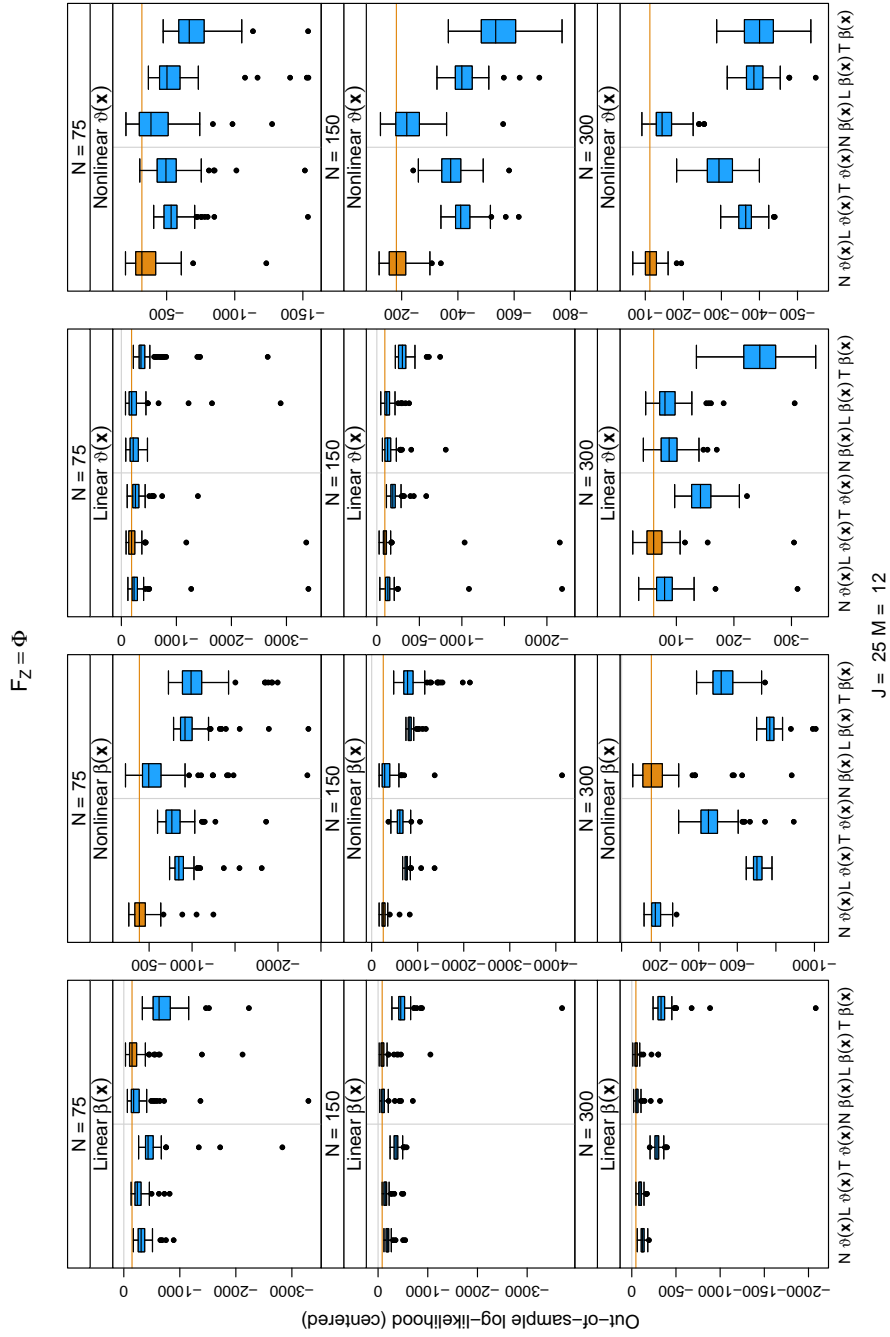 F_Z = Φ
Out−of−sample log−likelihood (centered)
N = 75
Linear β(x)
0 −1000 −2000 −3000
N = 75
Nonlinear β(x)
−500 −1000 −2000
N = 75
Linear ϑ(x)
0 −1000 −2000 −3000
N = 75
Nonlinear ϑ(x)
−500 −1000 −1500
N = 150
Linear β(x)
0 −1000 −2000 −3000
N = 150
Nonlinear β(x)
0 −1000 −2000 −3000 −4000
N = 150
Linear ϑ(x)
0 −500 −1000 −2000
N = 150
Nonlinear ϑ(x)
−200 −400 −600 −800
N = 300
Linear β(x)
0 −500 −1000 −1500 −2000
N = 300
Nonlinear β(x)
−200 −400 −600 −1000
N = 300
Linear ϑ(x)
−100 −200 −300
N = 300
Nonlinear ϑ(x)
−100 −200 −300 −400 −500
N ϑ(x) L ϑ(x) T ϑ(x) N β(x) L β(x) T β(x)
N ϑ(x) L ϑ(x) T ϑ(x) N β(x) L β(x) T β(x)
N ϑ(x) L ϑ(x) T ϑ(x) N β(x) L β(x) T β(x)
N ϑ(x) L ϑ(x) T ϑ(x) N β(x) L β(x) T β(x)
J = 25 M = 12